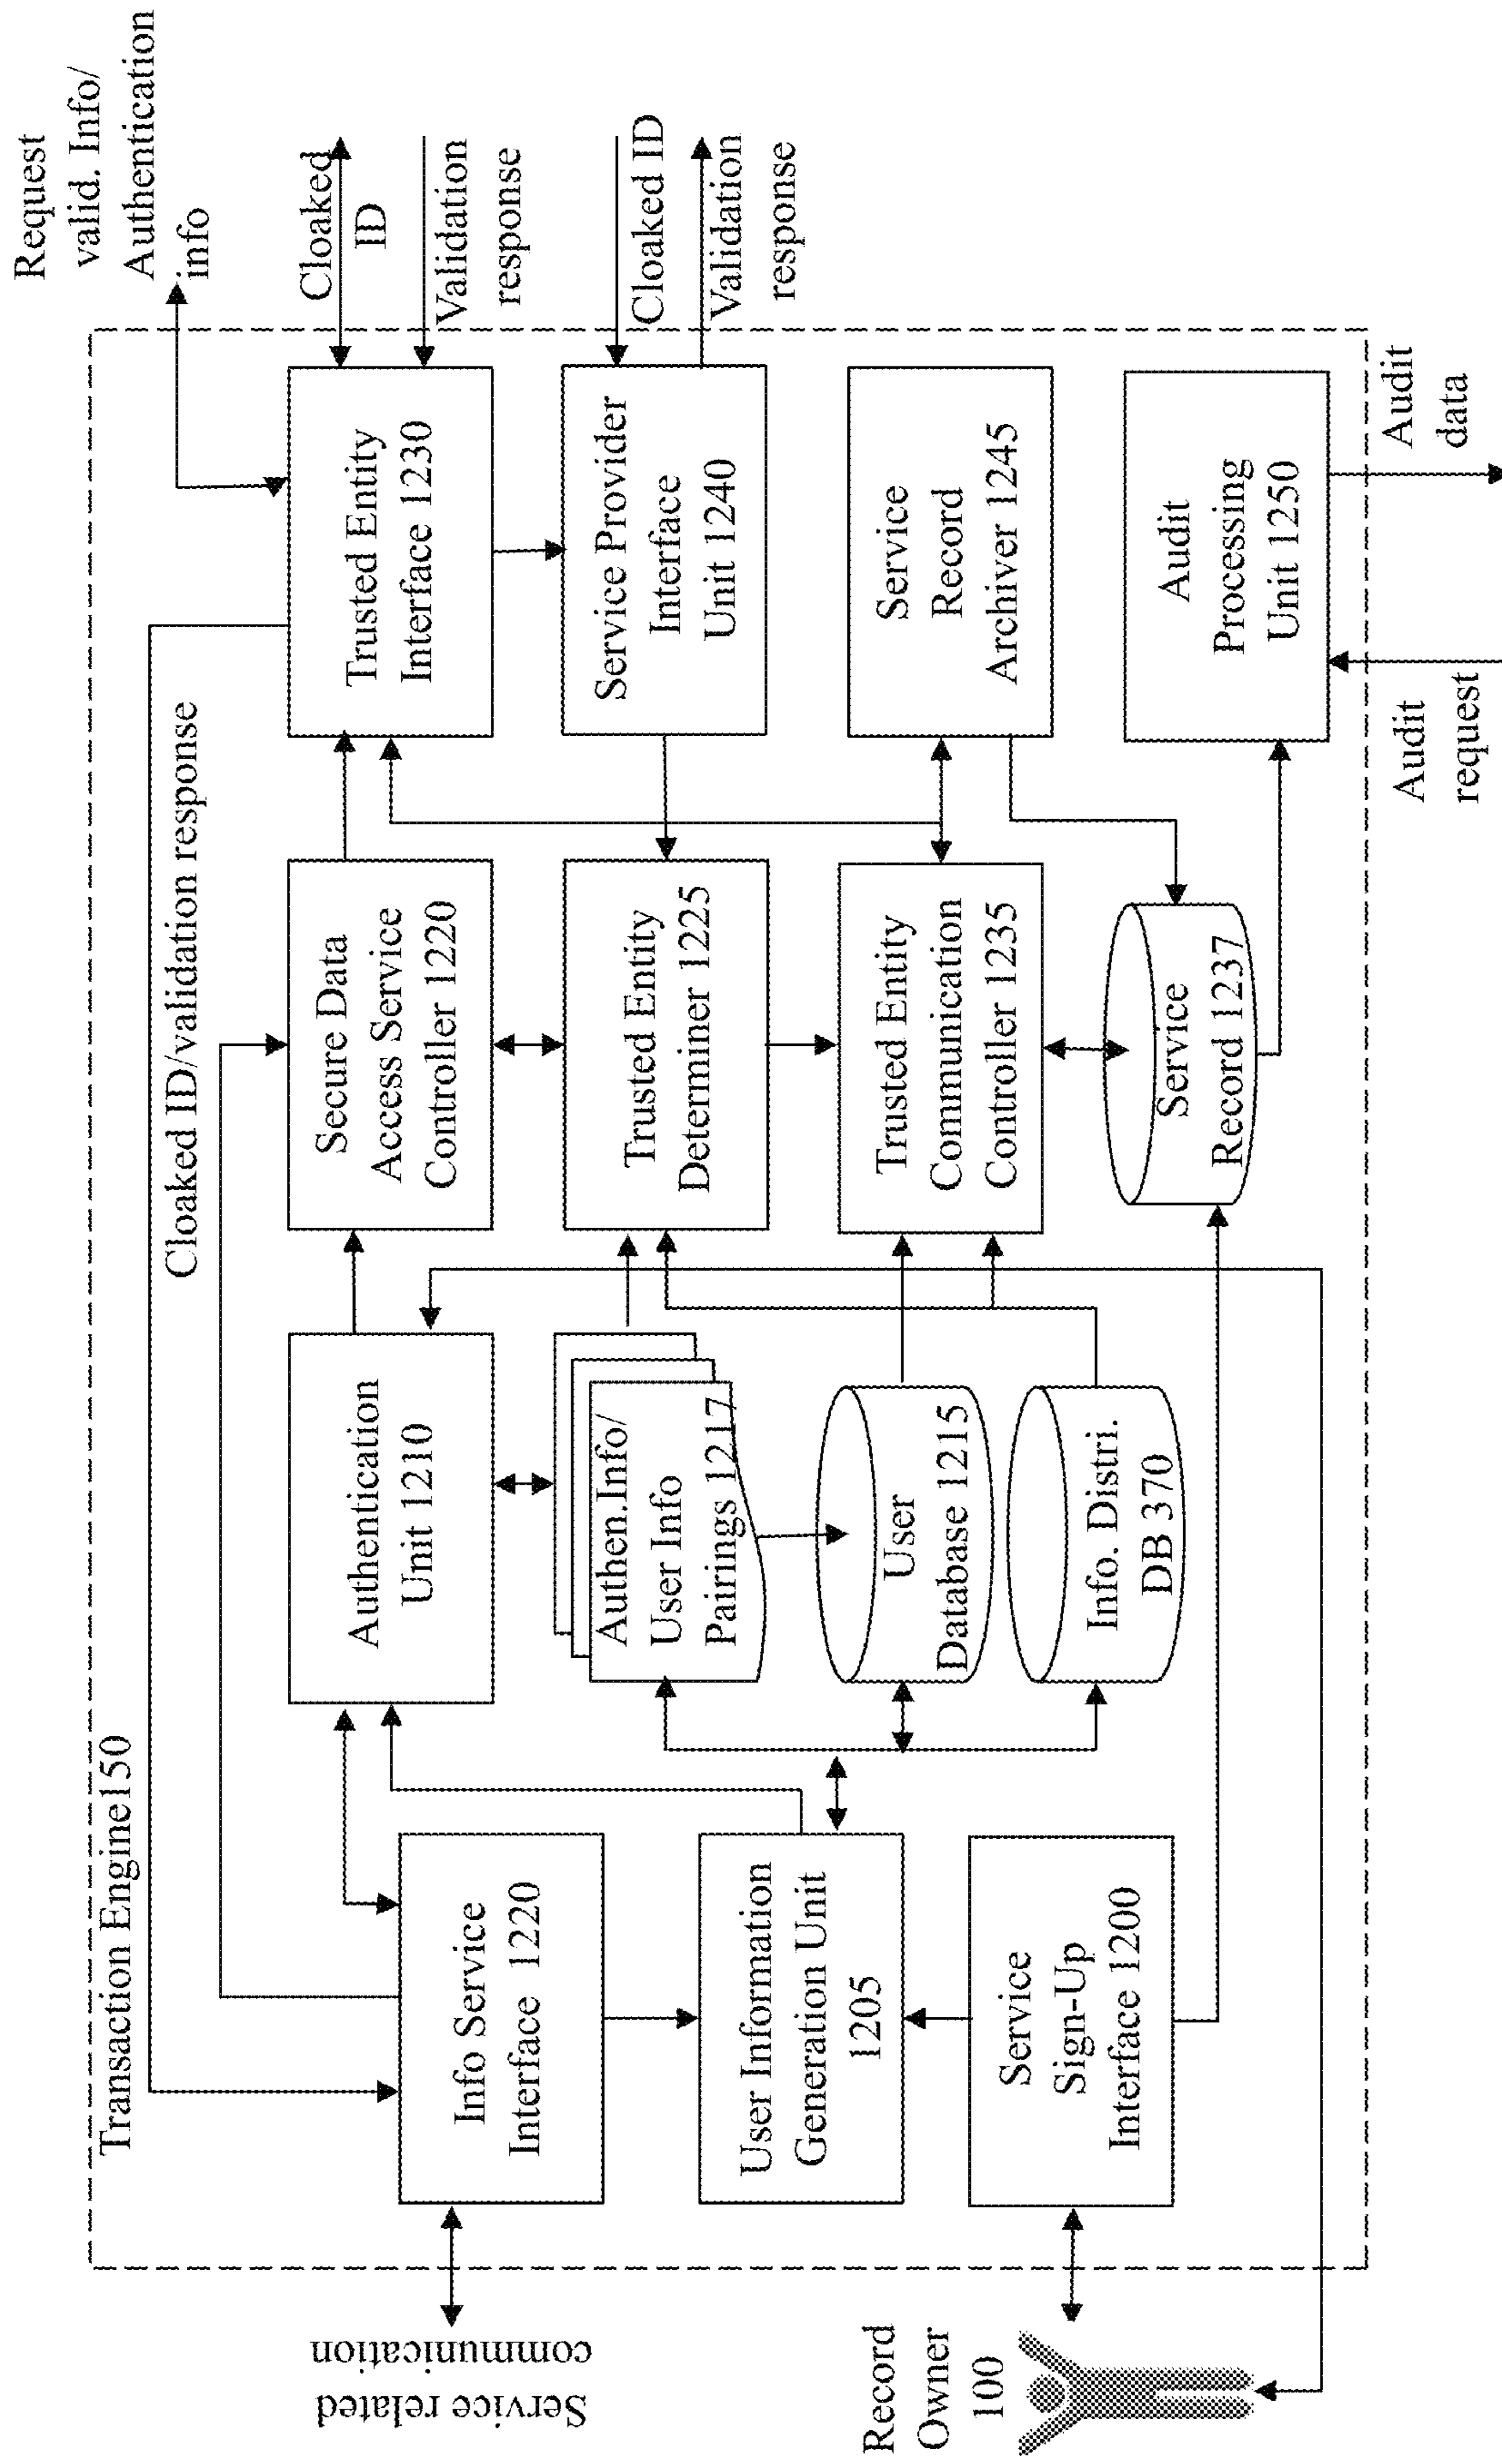 Transaction Engine150
Service related
communication
Record
Owner
100
Info Service
Interface 1220
User Information
Generation Unit
1205
Service
Sign-Up
Interface 1200
Authentication
Unit 1210
Authen.Info/
User Info
Pairings 1217
User
Database 1215
Info. Distri.
DB 370
Cloaked ID/validation response
Secure Data
Access Service
Controller 1220
Trusted Entity
Determiner 1225
Trusted Entity
Communication
Controller 1235
Service
Record 1237
Trusted Entity
Interface 1230
Service Provider
Interface
Unit 1240
Service
Record
Archiver 1245
Audit
Processing
Unit 1250
Request
valid. Info/
Authentication
info
Cloaked
ID
Validation
response
Cloaked ID
Validation
response
Audit
request
Audit
data